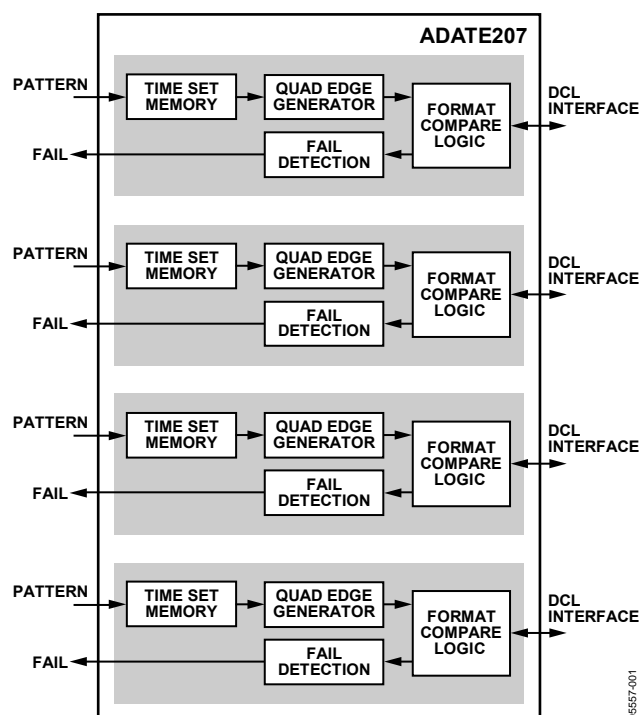 ADATE207
PATTERN
TIME SET
MEMORY
QUAD EDGE
GENERATOR
FORMAT
COMPARE
LOGIC
DCL
INTERFACE
FAIL
FAIL
DETECTION
PATTERN
TIME SET
MEMORY
QUAD EDGE
GENERATOR
FORMAT
COMPARE
LOGIC
DCL
INTERFACE
FAIL
FAIL
DETECTION
PATTERN
TIME SET
MEMORY
QUAD EDGE
GENERATOR
FORMAT
COMPARE
LOGIC
DCL
INTERFACE
FAIL
FAIL
DETECTION
PATTERN
TIME SET
MEMORY
QUAD EDGE
GENERATOR
FORMAT
COMPARE
LOGIC
DCL
INTERFACE
FAIL
FAIL
DETECTION
05557-001